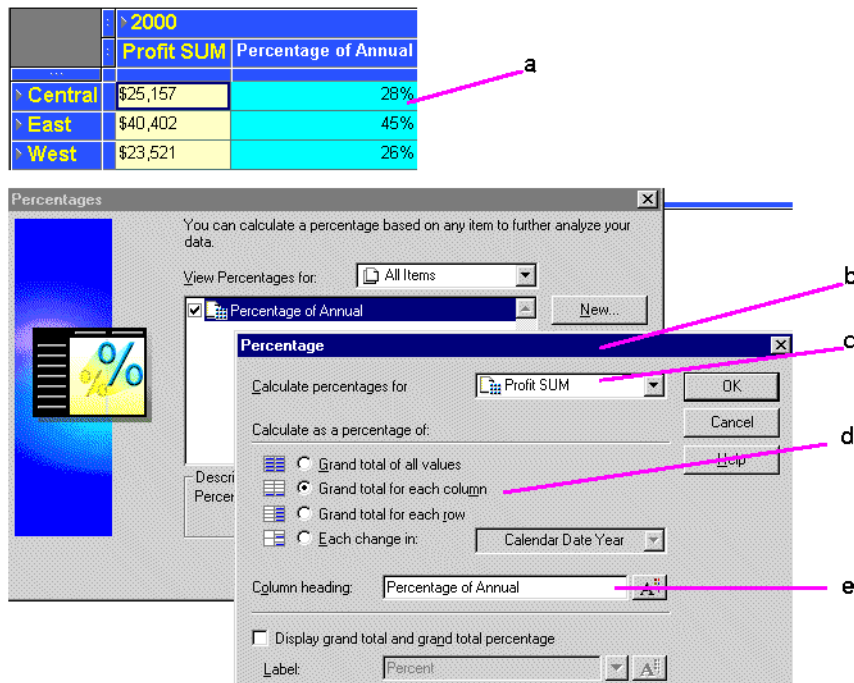 2000
Profit SUM Percentage of Annual
a
Central $25,157 28%
East $40,402 45%
West $23,521 26%
Percentages
You can calculate a percentage based on any item to further analyze your
data.
View Percentages for: All Items
b
Percentage of Annual New...
Percentage
c
Calculate percentages for Profit SUM OK
Cancel
Calculate as a percentage of:
d
Grand total of all values Help
Descri
Percer
Grand total for each column
Grand total for each row
Each change in: Calendar Date Year
Column heading: Percentage of Annual A
e
Display grand total and grand total percentage
Label: Percent A